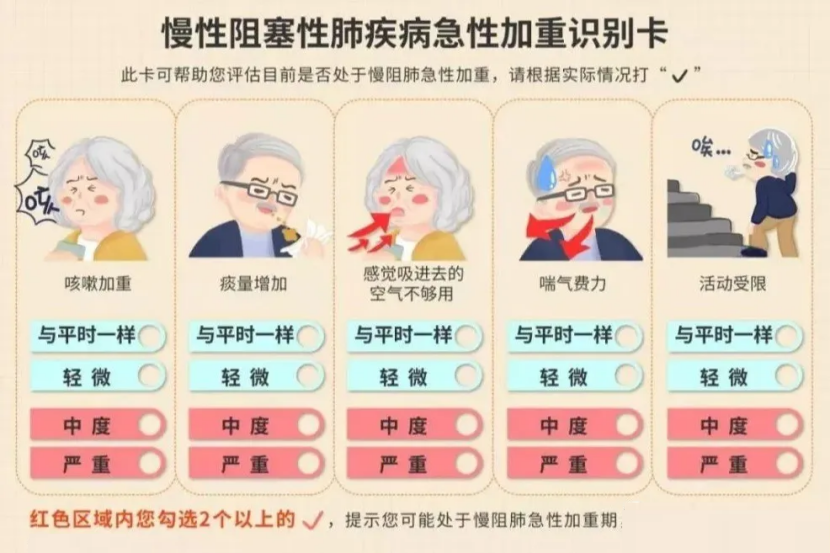 慢性阻塞性肺疾病急性加重识别卡
此卡可帮助您评估目前是否处于慢阻肺急性加重，请根据实际情况打“✓”
咳
咳
咳嗽加重
与平时一样
轻微
中度
严重
痰量增加
与平时一样
轻微
中度
严重
感觉吸进去的
空气不够用
与平时一样
轻微
中度
严重
喘气费力
与平时一样
轻微
中度
严重
唉...
活动受限
与平时一样
轻微
中度
严重
红色区域内您勾选2个以上的✓，提示您可能处于慢阻肺急性加重期